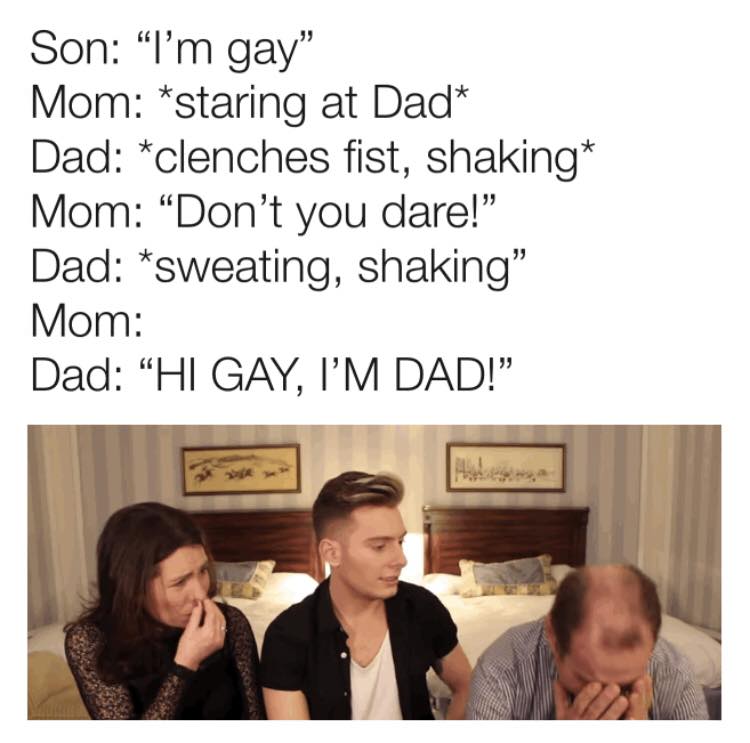 Son: “I’m gay”
Mom: *staring at Dad*
Dad: *clenches fist, shaking*
Mom: “Don’t you dare!”
Dad: *sweating, shaking”
Mom:
Dad: “HI GAY, I’M DAD!”